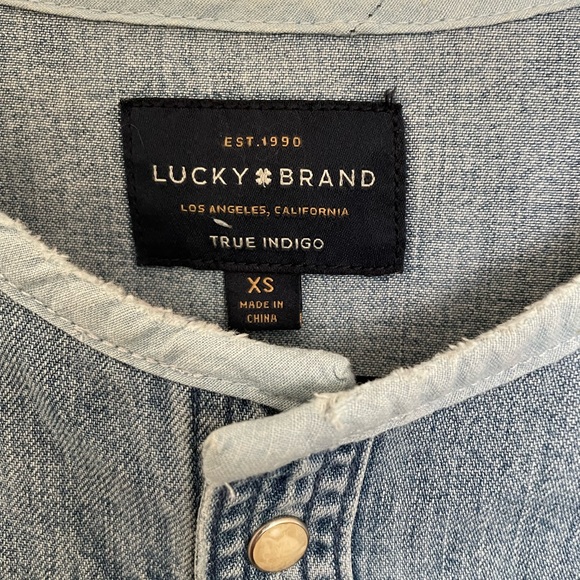 EST.1990
LUCKY BRAND
LOS ANGELES, CALIFORNIA
TRUE INDIGO
XS
MADE IN
CHINA